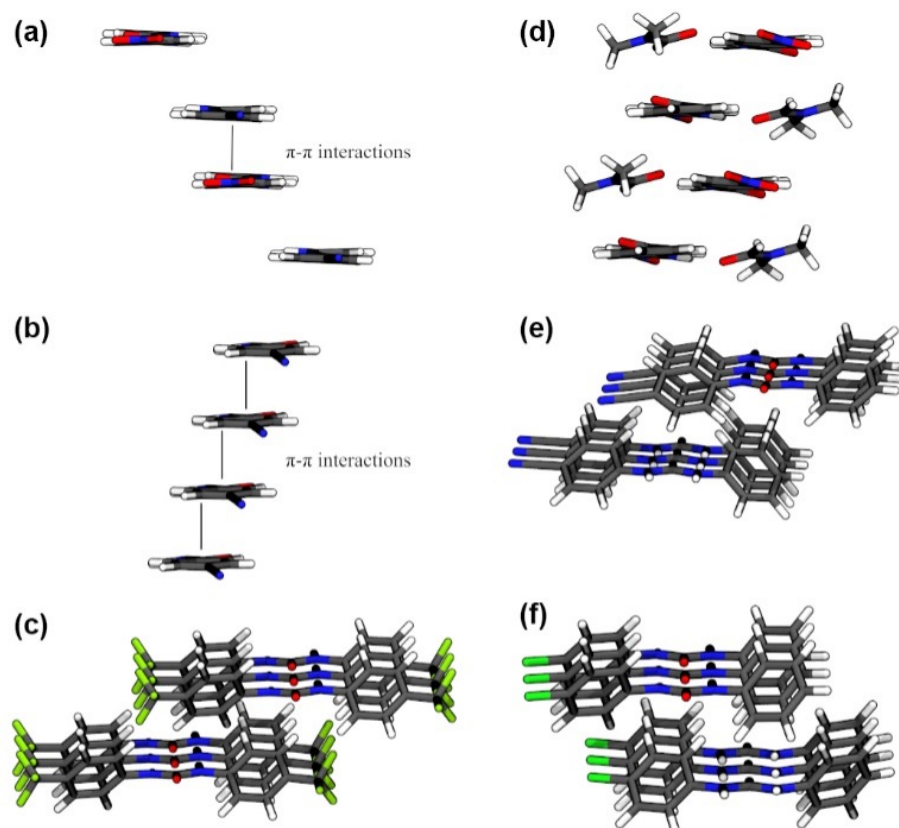 (a)
π-π interactions
(b)
π-π interactions
(c)
(d)
(e)
(f)